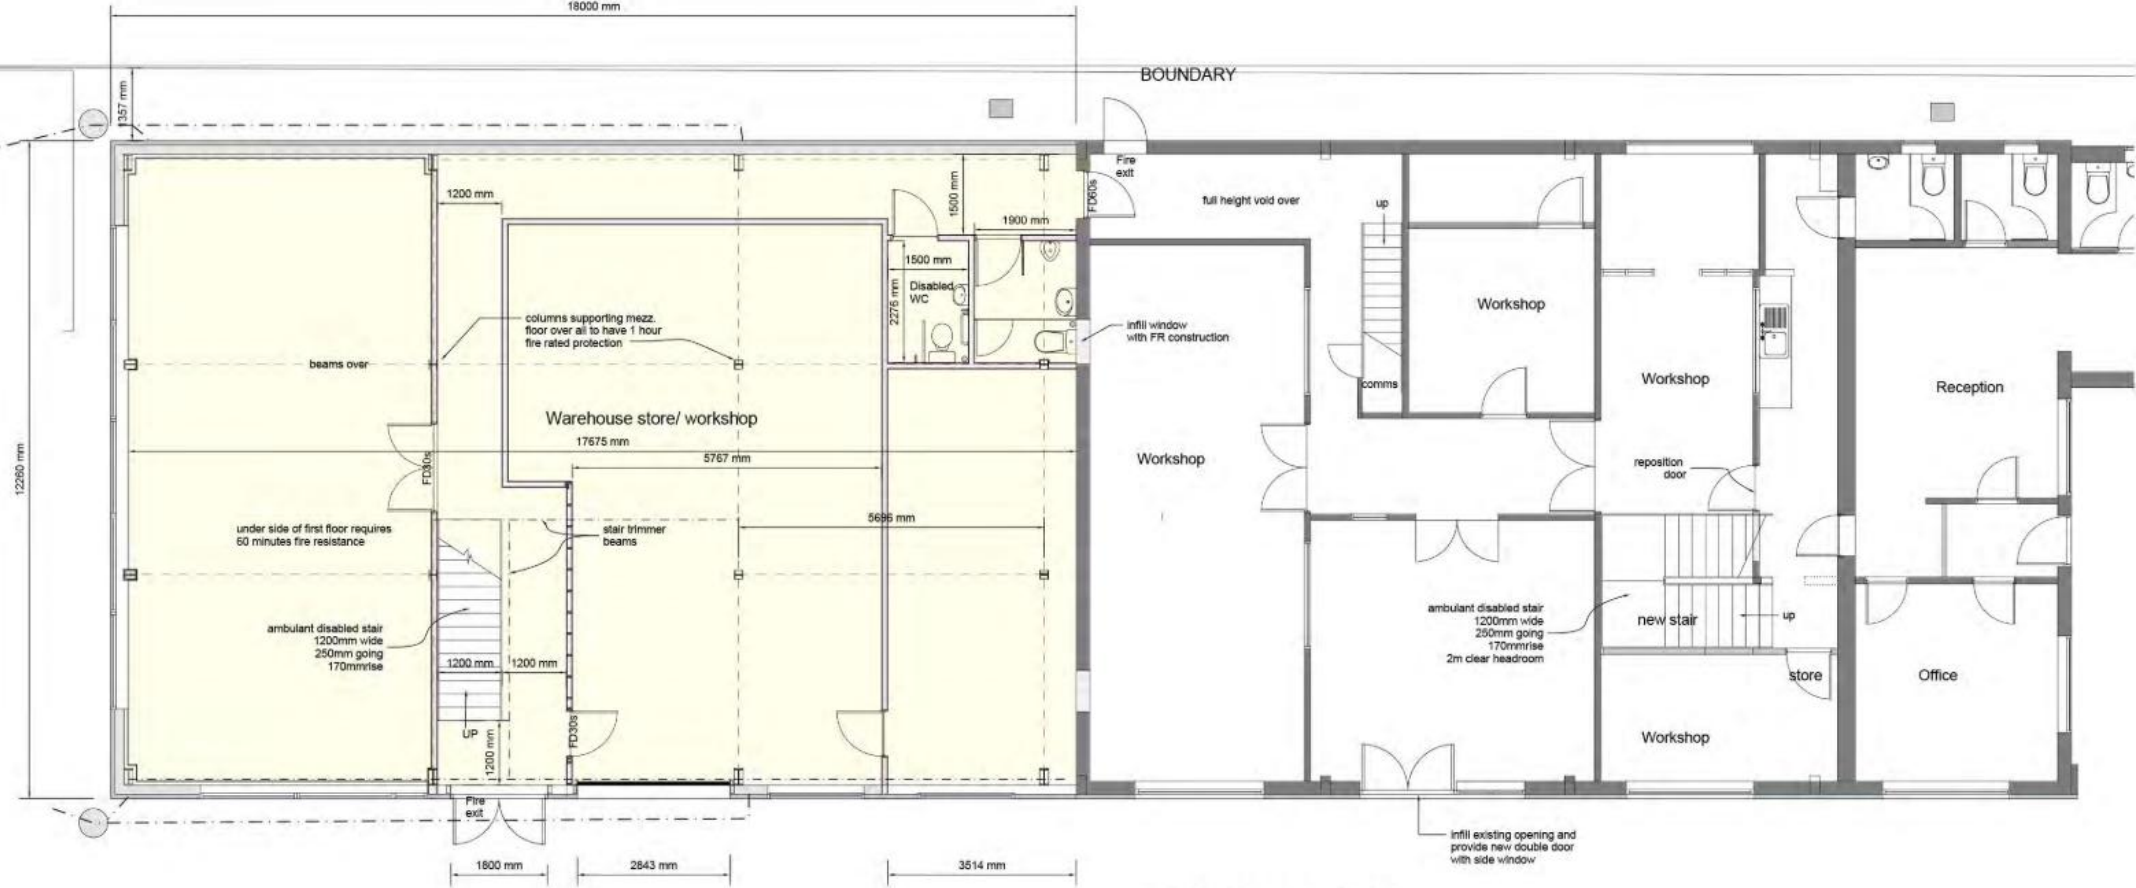 18000 mm
BOUNDARY
1357 mm
Fire
exit
FD60s
1200 mm
1500 mm
1900 mm
full height void over
up
1500 mm
Disabled
WC
2276 mm
columns supporting mezz.
floor over all to have 1 hour
fire rated protection
infill window
with FR construction
Workshop
beams over
comms
Workshop
Reception
Warehouse store/ workshop
17675 mm
5767 mm
Workshop
12260 mm
FD30s
reposition
door
under side of first floor requires
60 minutes fire resistance
stair trimmer
beams
5695 mm
ambulant disabled stair
1200mm wide
250mm going
170mmrise
ambulant disabled stair
1200mm wide
250mm going
170mmrise
2m clear headroom
new stair
up
1200 mm
1200 mm
store
Office
UP
1200 mm
FD30s
Workshop
Fire
exit
infill existing opening and
provide new double door
with side window
1800 mm
2843 mm
3514 mm